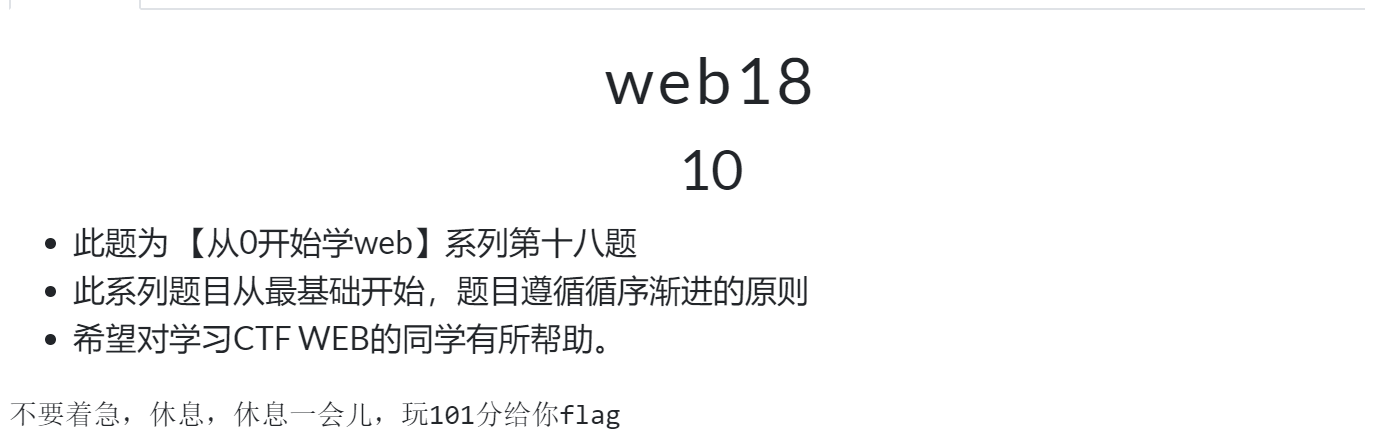 web18
10
此题为 【从0开始学web】系列第十八题
此系列题目从最基础开始，题目遵循循序渐进的原则
希望对学习CTF WEB的同学有所帮助。
不要着急，休息，休息一会儿，玩101分给你flag